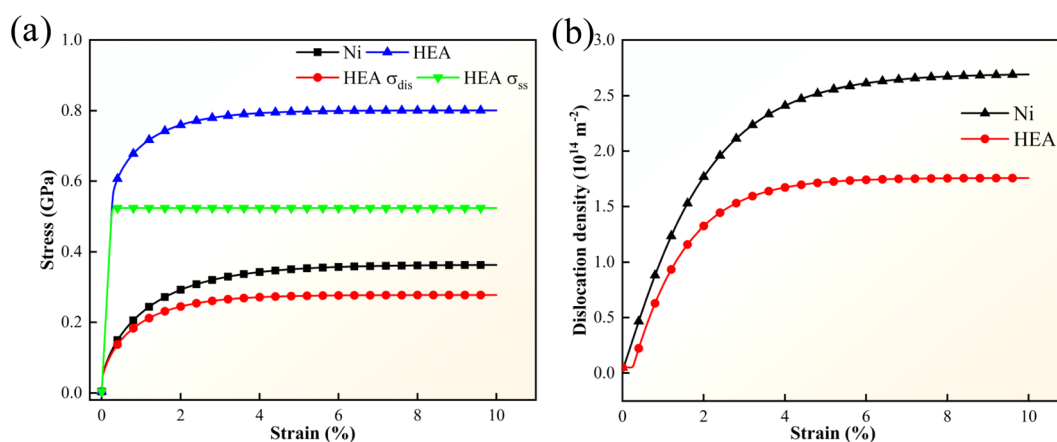 (a)
1.0
0.8
0.6
0.4
0.2
0.0
Stress (GPa)
Ni HEA
HEA σdis HEA σss
0 2 4 6 8 10
Strain (%)
(b)
3.0
2.5
2.0
1.5
1.0
0.5
0.0
Dislocation density (10¹⁴ m⁻²)
Ni
HEA
0 2 4 6 8 10
Strain (%)